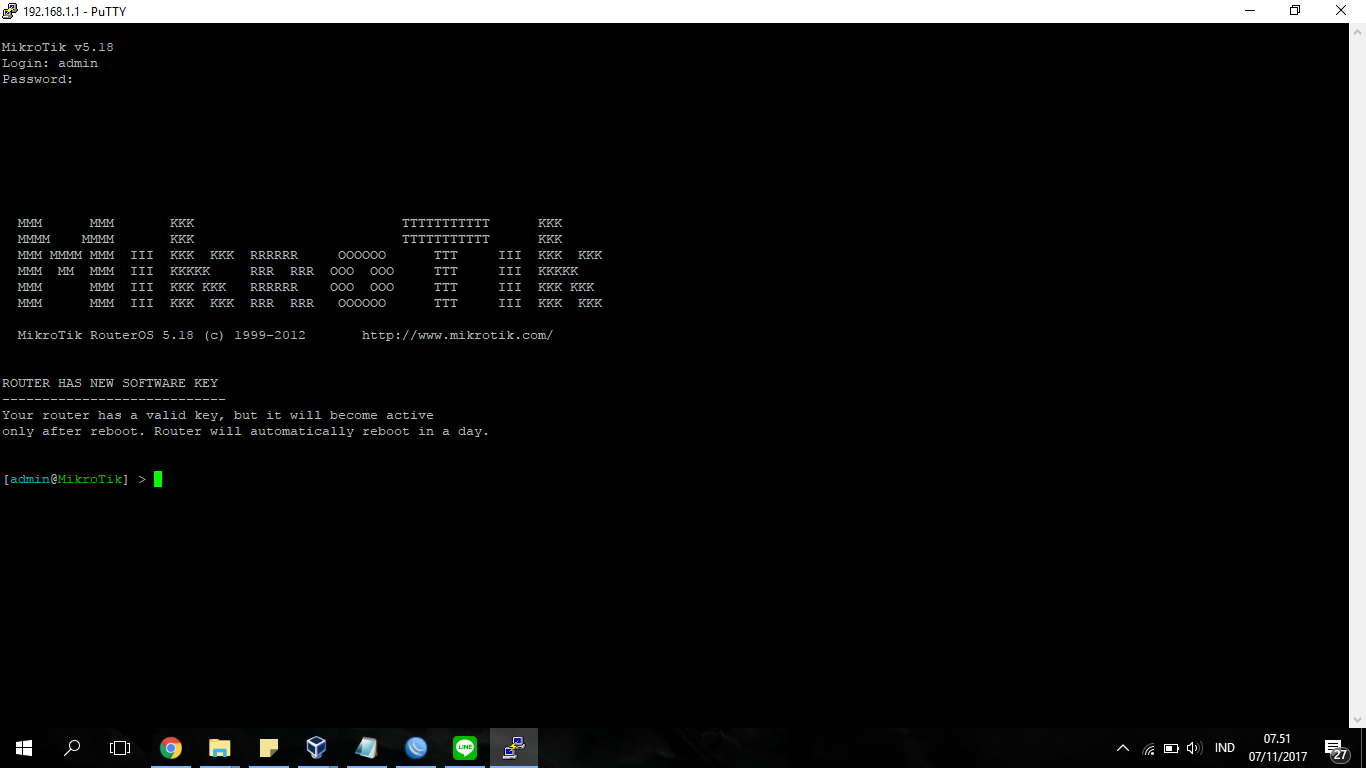 192.168.1.1 - PuTTY
MikroTik v5.18
Login: admin
Password:
  MMM      MMM       KKK                          TTTTTTTTTTT      KKK
  MMMM    MMMM       KKK                          TTTTTTTTTTT      KKK
  MMM MMMM MMM  III  KKK  KKK  RRRRRR     OOOOOO      TTT     III  KKK  KKK
  MMM  MM  MMM  III  KKKKK     RRR  RRR  OOO  OOO     TTT     III  KKKKK
  MMM      MMM  III  KKK KKK   RRRRRR    OOO  OOO     TTT     III  KKK KKK
  MMM      MMM  III  KKK  KKK  RRR  RRR   OOOOOO      TTT     III  KKK  KKK
  MikroTik RouterOS 5.18 (c) 1999-2012       http://www.mikrotik.com/
ROUTER HAS NEW SOFTWARE KEY
----------------------------
Your router has a valid key, but it will become active
only after reboot. Router will automatically reboot in a day.
[admin@MikroTik] >
LINE
IND
07.51
07/11/2017
27